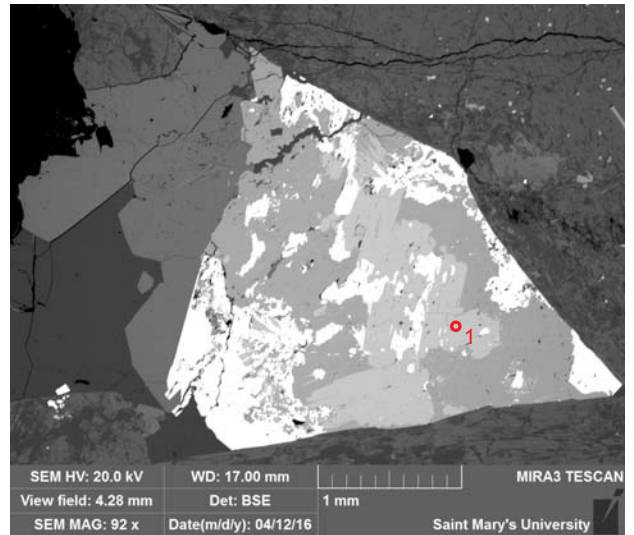 1
SEM HV: 20.0 kV WD: 17.00 mm MIRA3 TESCAN
View field: 4.28 mm Det: BSE 1 mm
SEM MAG: 92 x Date(m/d/y): 04/12/16 Saint Mary's University